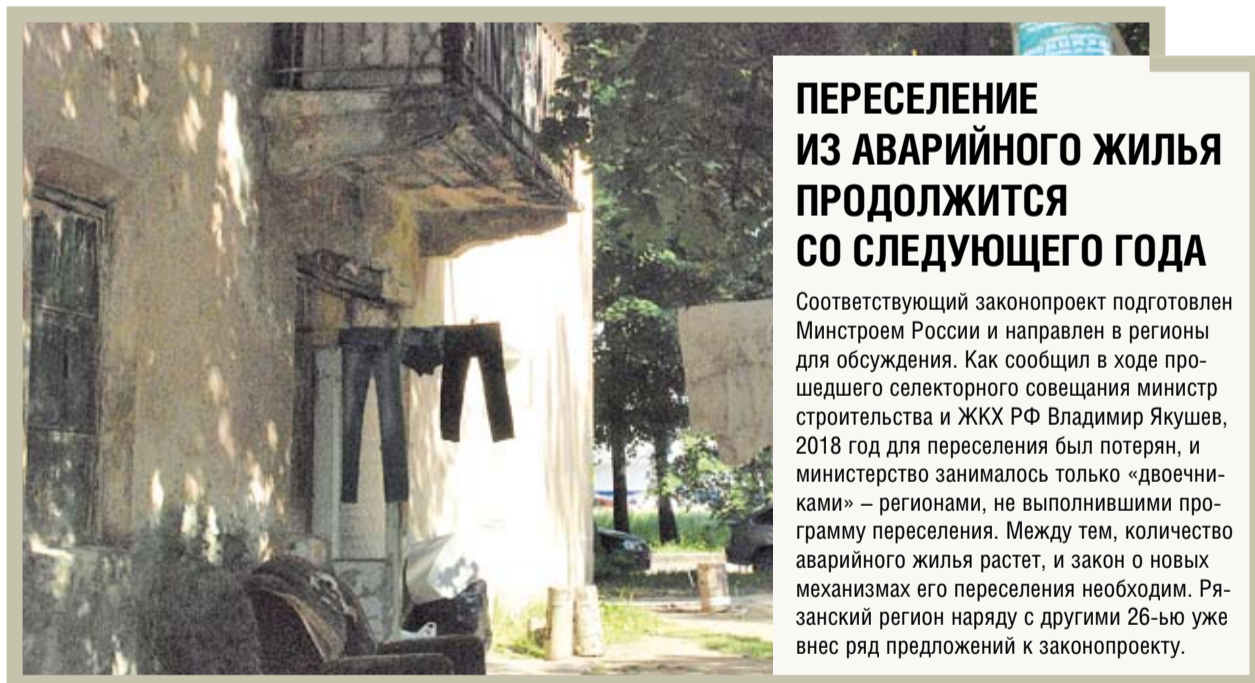 ПЕРЕСЕЛЕНИЕ
ИЗ АВАРИЙНОГО ЖИЛЬЯ
ПРОДОЛЖИТСЯ
СО СЛЕДУЮЩЕГО ГОДА
Соответствующий законопроект подготовлен
Минстроем России и направлен в регионы
для обсуждения. Как сообщил в ходе про-
шедшего селекторного совещания министр
строительства и ЖКХ РФ Владимир Якушев,
2018 год для переселения был потерян, и
министерство занималось только «двоечни-
ками» – регионами, не выполнившими про-
грамму переселения. Между тем, количество
аварийного жилья растет, и закон о новых
механизмах его переселения необходим. Ря-
занский регион наряду с другими 26-ью уже
внес ряд предложений к законопроекту.